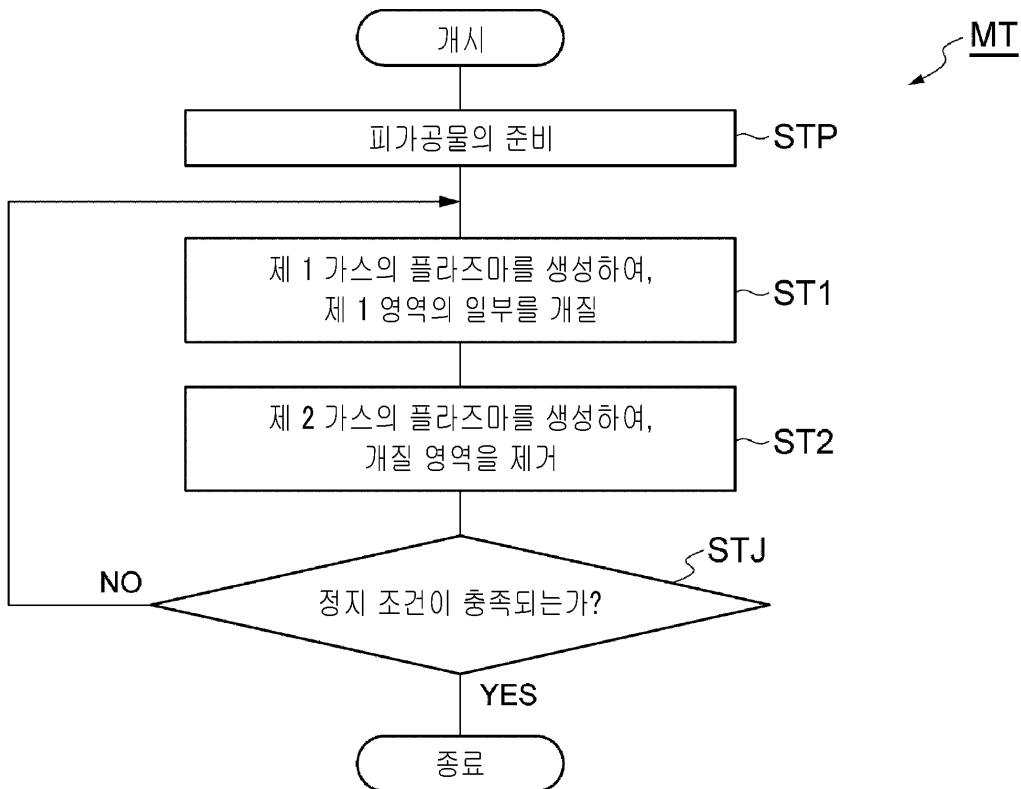 개시
MT
피가공물의 준비
STP
제 1 가스의 플라즈마를 생성하여,
제 1 영역의 일부를 개질
ST1
제 2 가스의 플라즈마를 생성하여,
개질 영역을 제거
ST2
STJ
NO
정지 조건이 충족되는가?
YES
종료